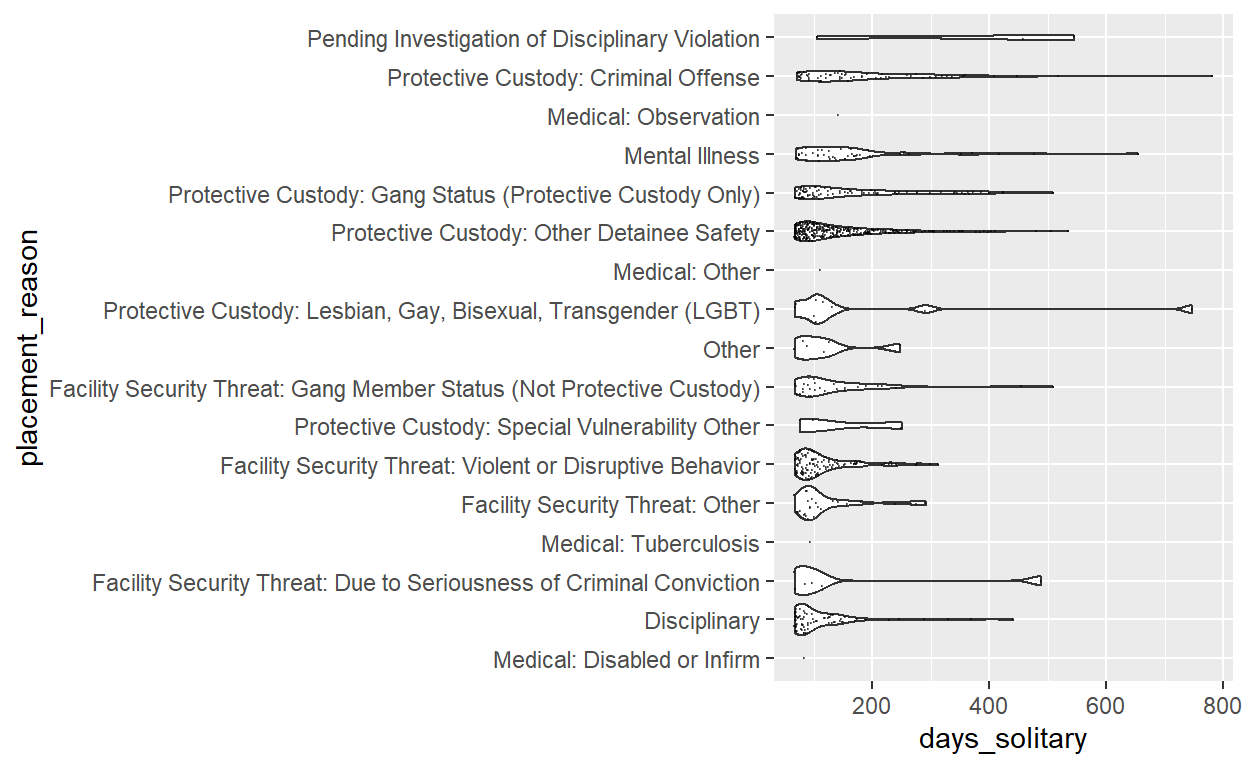 Pending Investigation of Disciplinary Violation
Protective Custody: Criminal Offense
Medical: Observation
Mental Illness
Protective Custody: Gang Status (Protective Custody Only)
Protective Custody: Other Detainee Safety
Medical: Other
Protective Custody: Lesbian, Gay, Bisexual, Transgender (LGBT)
Other
Facility Security Threat: Gang Member Status (Not Protective Custody)
Protective Custody: Special Vulnerability Other
Facility Security Threat: Violent or Disruptive Behavior
Facility Security Threat: Other
Medical: Tuberculosis
Facility Security Threat: Due to Seriousness of Criminal Conviction
Disciplinary
Medical: Disabled or Infirm
placement_reason
200 400 600 800
days_solitary